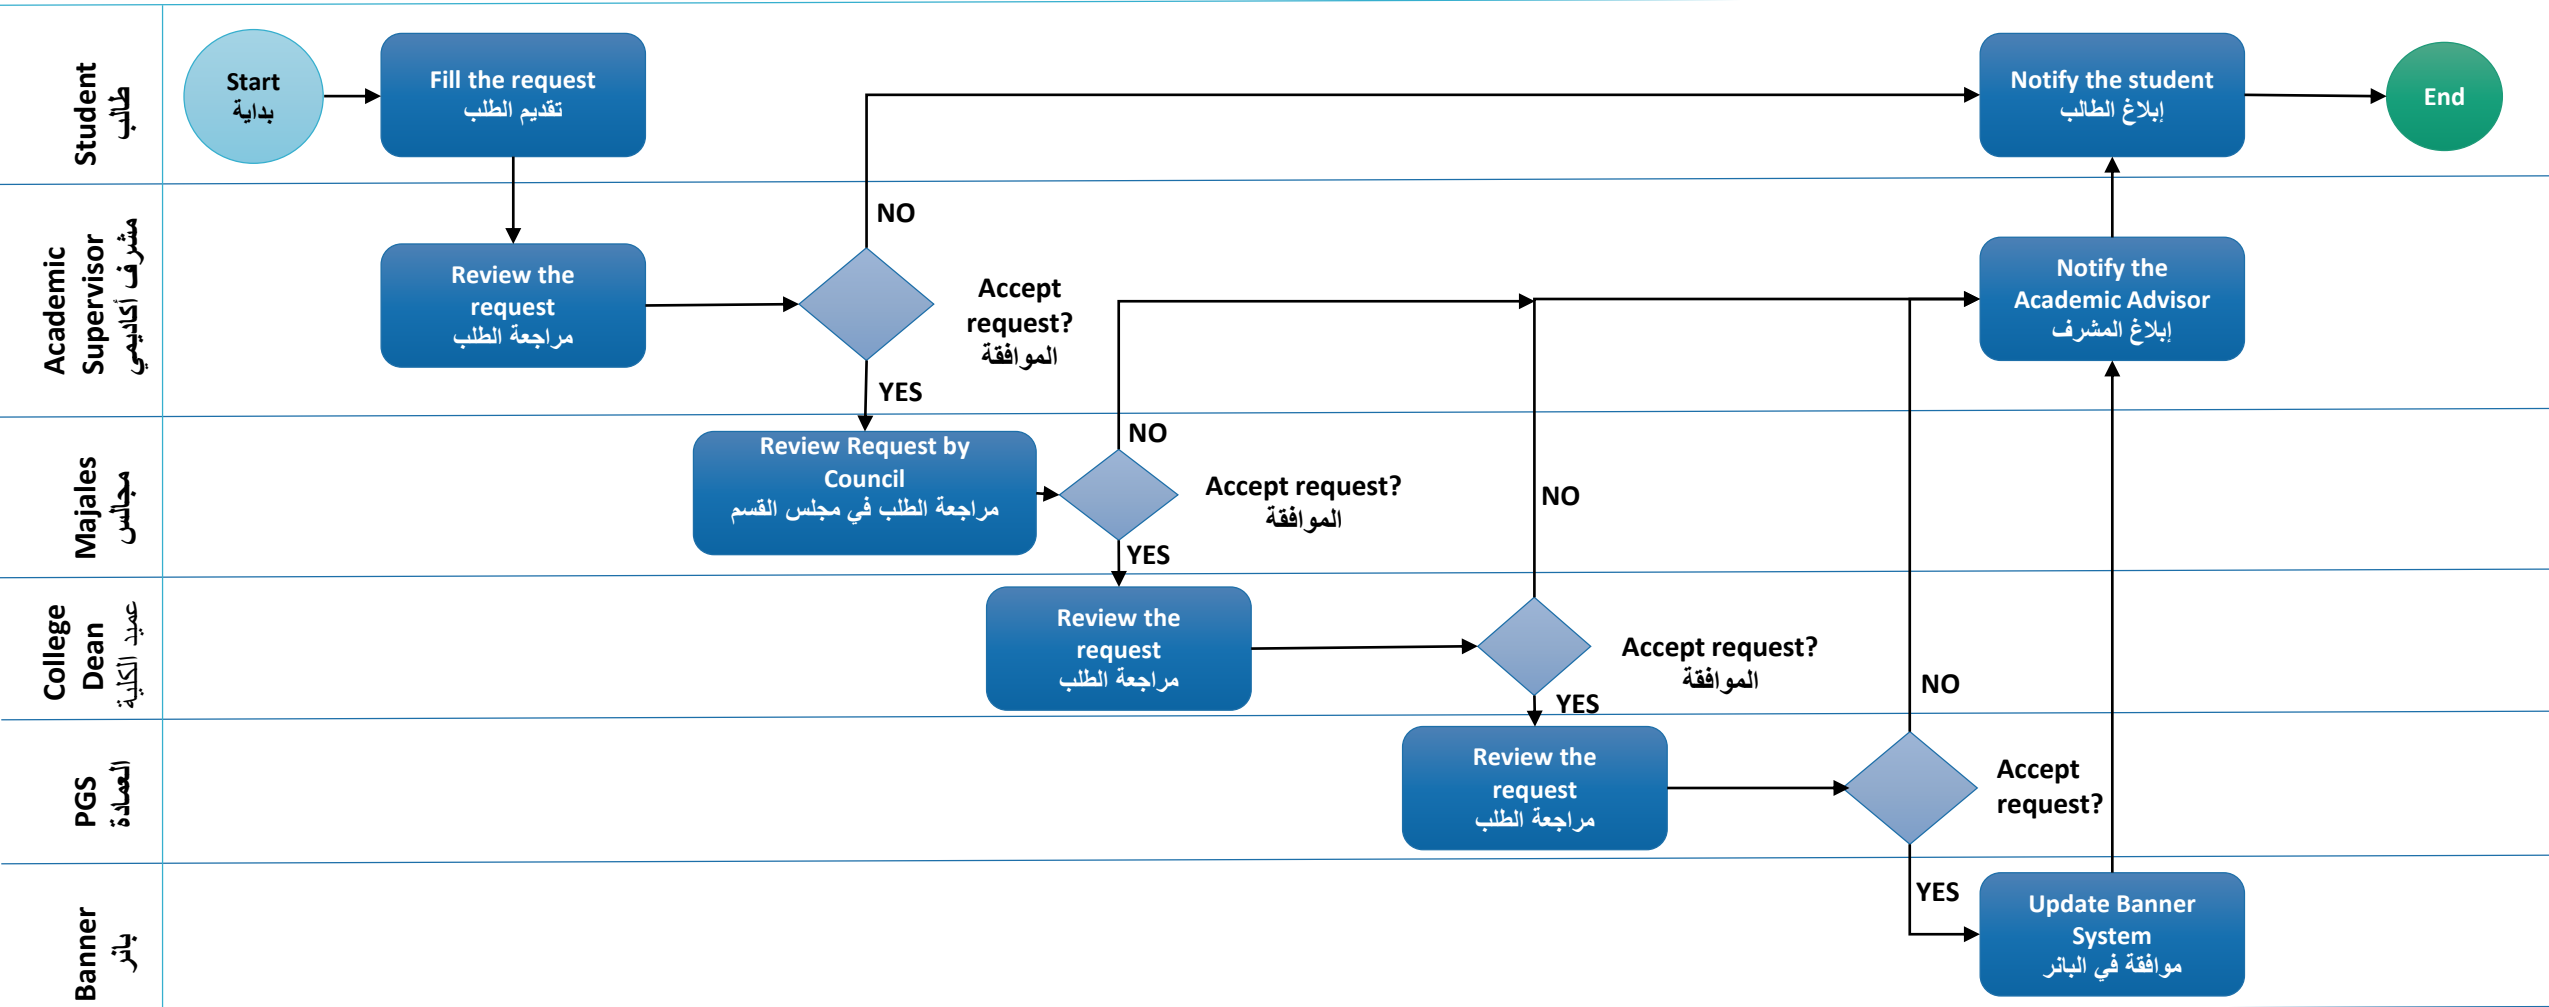 Student
طالب
Start
بداية
Fill the request
تقديم الطلب
Notify the student
إبلاغ الطالب
End
Academic
Supervisor
مشرف أكاديمي
Review the
request
مراجعة الطلب
NO
Accept
request?
الموافقة
YES
Notify the
Academic Advisor
إبلاغ المشرف
Majales
مجالس
Review Request by
Council
مراجعة الطلب في مجلس القسم
NO
Accept request?
الموافقة
YES
NO
College
Dean
عميد الكلية
Review the
request
مراجعة الطلب
Accept request?
الموافقة
YES
NO
PGS
العمادة
Review the
request
مراجعة الطلب
Accept
request?
Banner
بانر
YES
Update Banner
System
موافقة في البانر